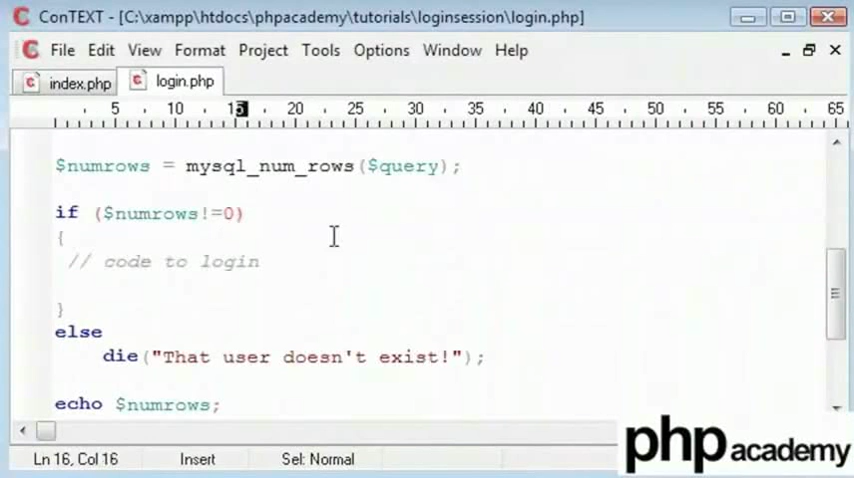 ConTEXT - [C:\xampp\htdocs\phpacademy\tutorials\loginsession\login.php]
File Edit View Format Project Tools Options Window Help
index.php login.php
5 10 15 20 25 30 35 40 45 50 55 60 65
$numrows = mysql_num_rows($query);
if ($numrows!=0)
{
// code to login
}
else
die("That user doesn't exist!");
echo $numrows;
Ln 16, Col 16 Insert Sel: Normal
php academy